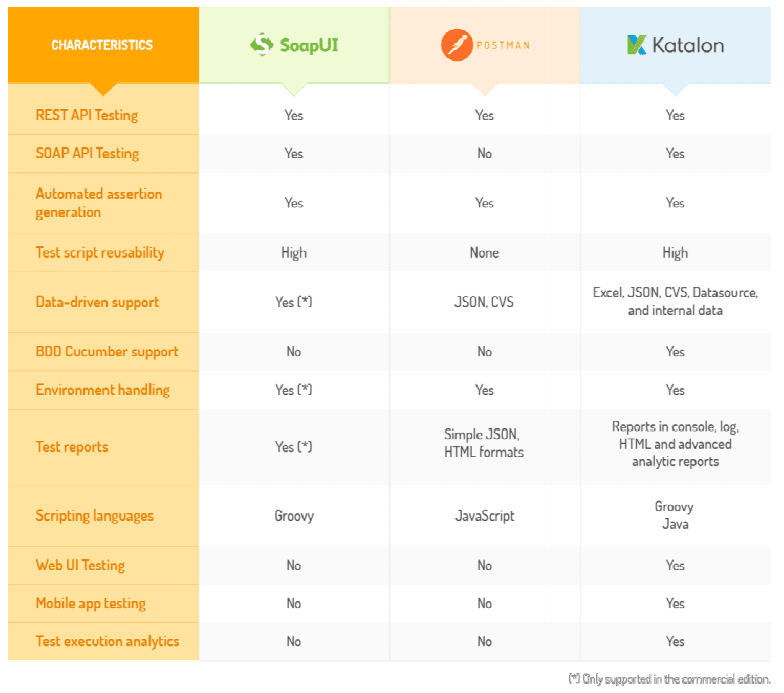 CHARACTERISTICS SoapUI POSTMAN Katalon
REST API Testing Yes Yes Yes
SOAP API Testing Yes No Yes
Automated assertion
generation Yes Yes Yes
Test script reusability High None High
Data-driven support Yes (*) JSON, CVS Excel, JSON, CVS, Datasource,
and internal data
BDD Cucumber support No No Yes
Environment handling Yes (*) Yes Yes
Test reports Yes (*) Simple JSON,
HTML formats Reports in console, log,
HTML and advanced
analytic reports
Scripting languages Groovy JavaScript Groovy
Java
Web UI Testing No No Yes
Mobile app testing No No Yes
Test execution analytics No No Yes
(*) Only supported in the commercial edition.